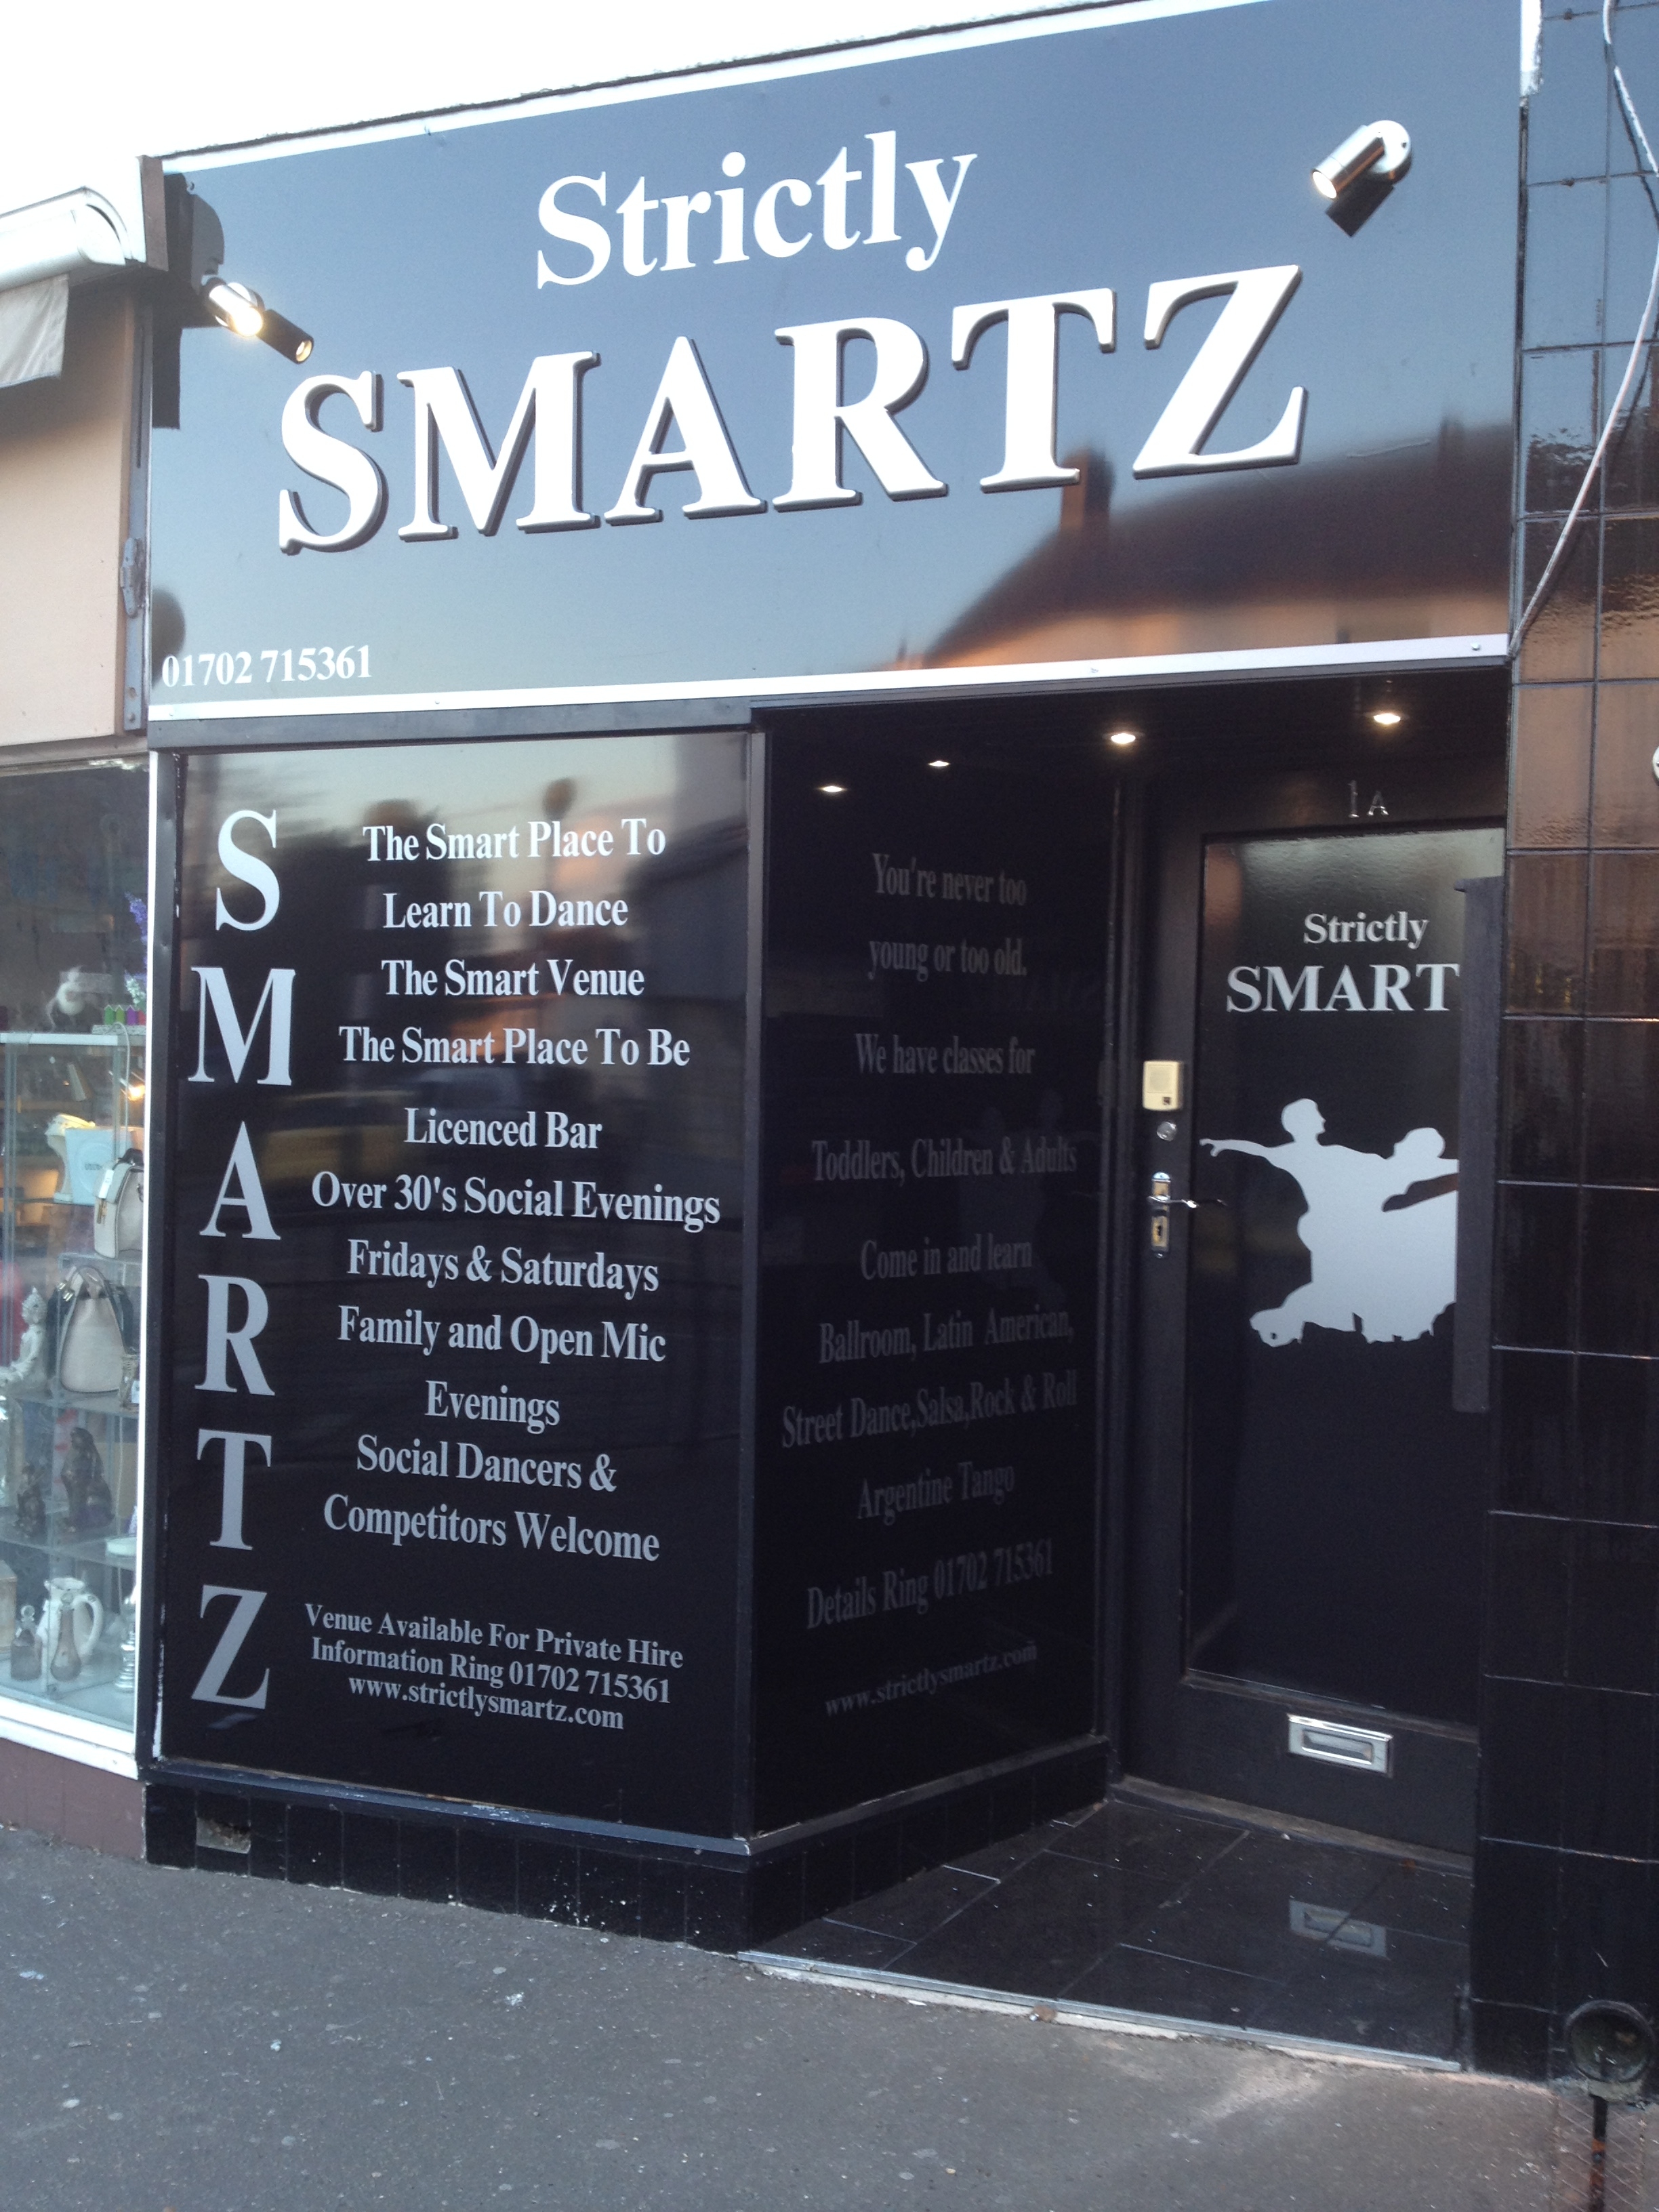 Strictly
SMARTZ
01702 715361
SMARTZ
The Smart Place To
Learn To Dance
The Smart Venue
The Smart Place To Be
Licenced Bar
Over 30's Social Evenings
Fridays & Saturdays
Family and Open Mic
Evenings
Social Dancers &
Competitors Welcome
Venue Available For Private Hire
Information Ring 01702 715361
www.strictlysmartz.com
You're never too
young or too old.
We have classes for
Toddlers, Children & Adults
Come in and learn
Ballroom, Latin American,
Street Dance,Salsa,Rock & Roll
Argentine Tango
Details Ring 01702 715361
www.strictlysmartz.com
1A
Strictly
SMART